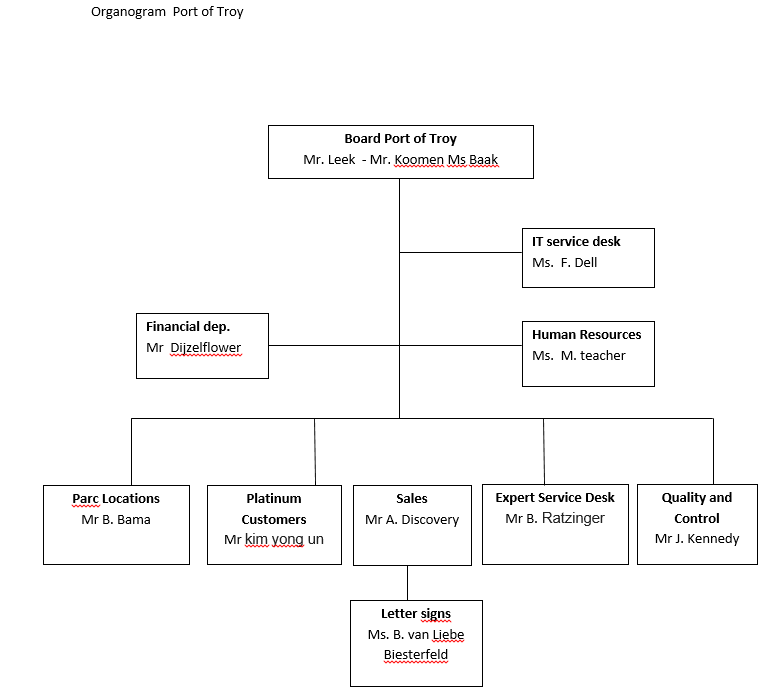 Organogram Port of Troy
Board Port of Troy
Mr. Leek - Mr. Koomen Ms Baak
IT service desk
Ms. F. Dell
Financial dep.
Mr Dijzelflower
Human Resources
Ms. M. teacher
Parc Locations
Mr B. Bama
Platinum
Customers
Mr kim yong un
Sales
Mr A. Discovery
Expert Service Desk
Mr B. Ratzinger
Quality and
Control
Mr J. Kennedy
Letter signs
Ms. B. van Liebe
Biesterfeld